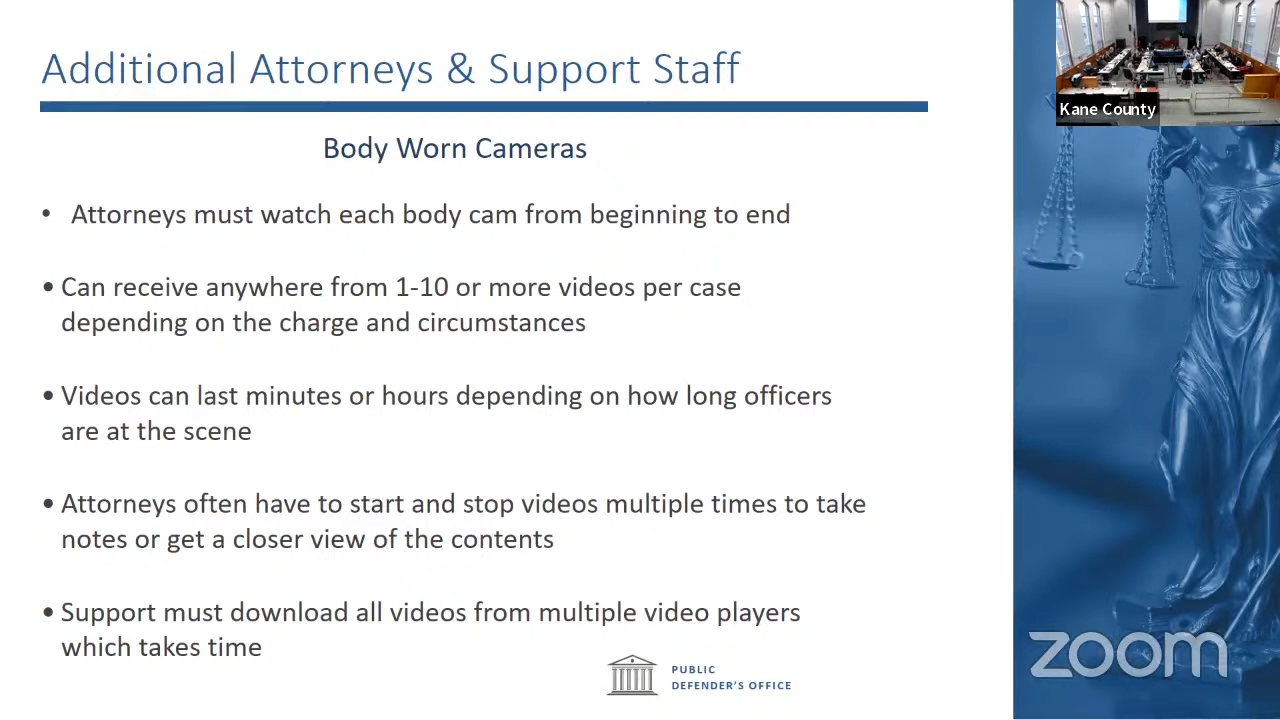 Additional Attorneys & Support Staff
Kane County
Body Worn Cameras
• Attorneys must watch each body cam from beginning to end
• Can receive anywhere from 1-10 or more videos per case
depending on the charge and circumstances
• Videos can last minutes or hours depending on how long officers
are at the scene
• Attorneys often have to start and stop videos multiple times to take
notes or get a closer view of the contents
• Support must download all videos from multiple video players
which takes time
PUBLIC
DEFENDER'S OFFICE
zoom